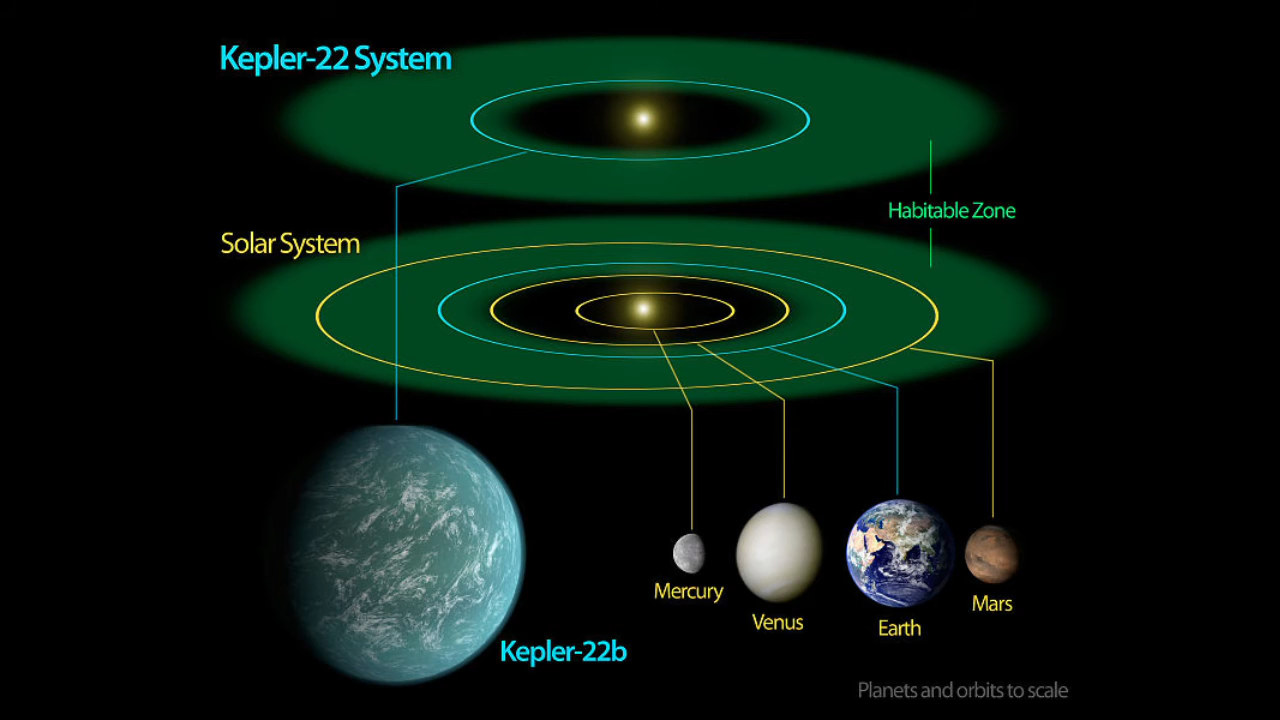 Kepler-22 System
Habitable Zone
Solar System
Mercury
Venus
Earth
Mars
Kepler-22b
Planets and orbits to scale